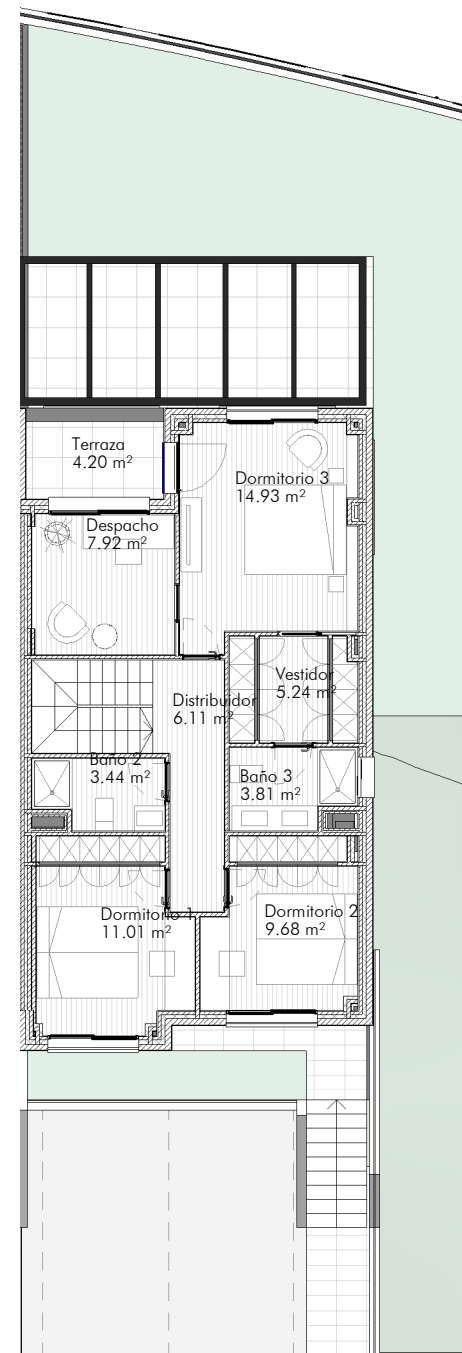 Terraza
4.20 m²
Dormitorio 3
14.93 m²
Despacho
7.92 m²
Vestidor
5.24 m²
Distribuidor
6.11 m²
Baño 2
3.44 m²
Baño 3
3.81 m²
Dormitorio 1
11.01 m²
Dormitorio 2
9.68 m²